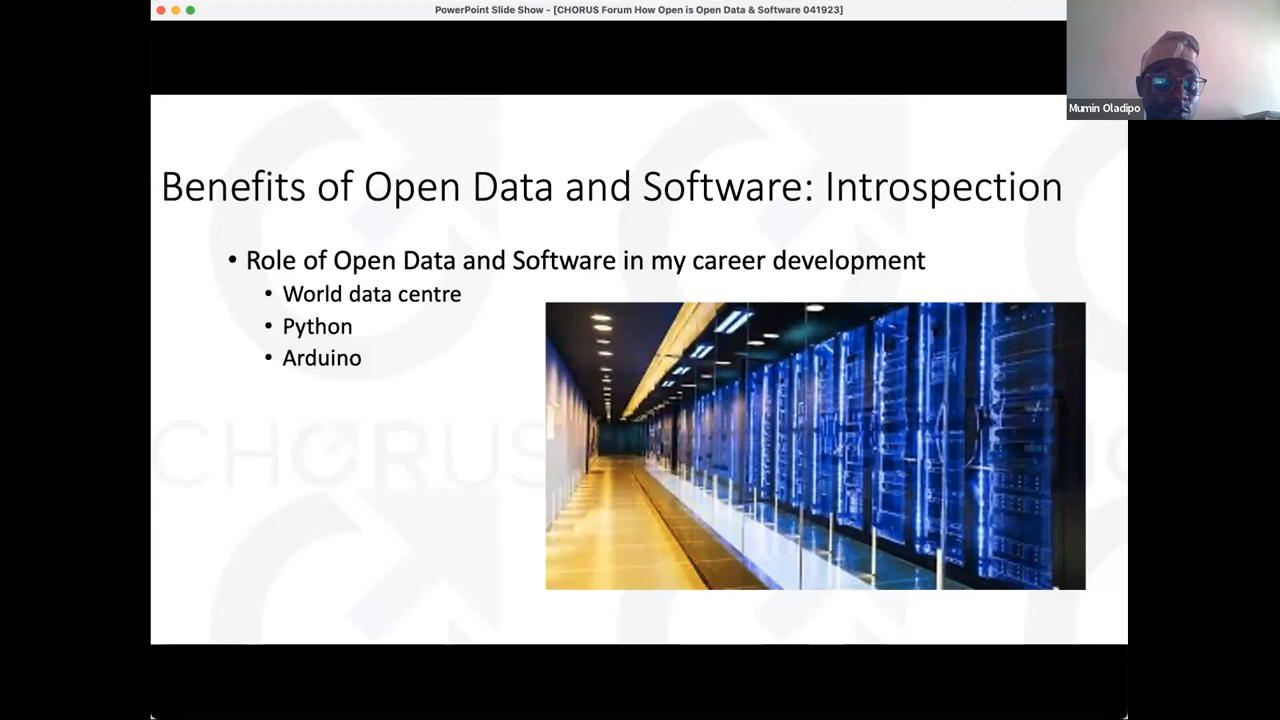 PowerPoint Slide Show - [CHORUS Forum How Open is Open Data & Software 041923]
Mumin Oladipo
Benefits of Open Data and Software: Introspection
• Role of Open Data and Software in my career development
• World data centre
• Python
• Arduino
CHORUS